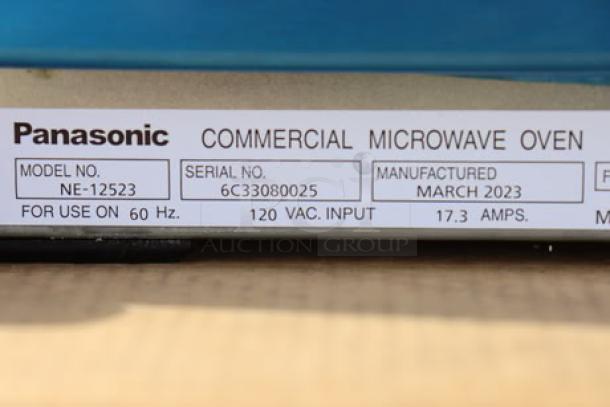 Panasonic COMMERCIAL MICROWAVE OVEN
MODEL NO. SERIAL NO. MANUFACTURED F
NE-12523 6C33080025 MARCH 2023
FOR USE ON 60 Hz. 120 VAC. INPUT 17.3 AMPS. M
PCI
AUCTION GROUP